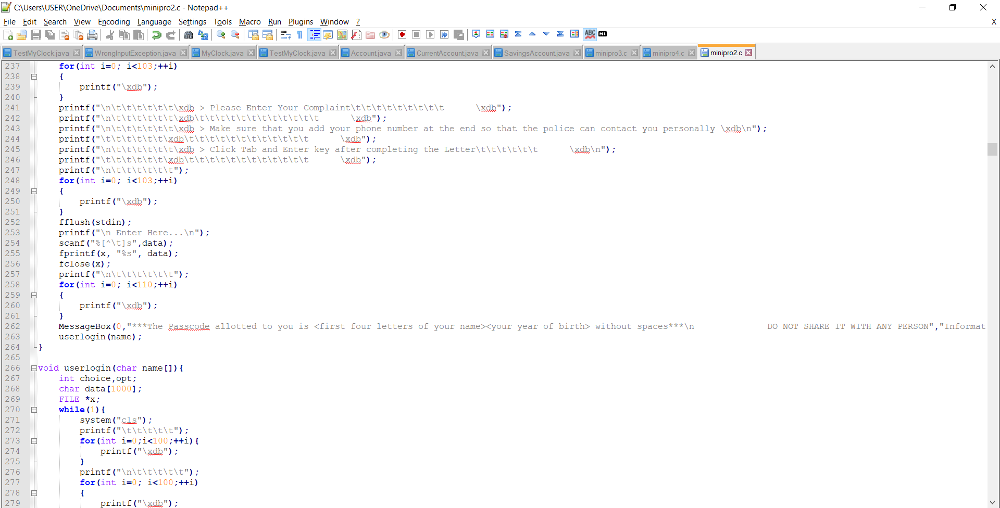 C:\Users\USER\OneDrive\Documents\minipro2.c - Notepad++
File Edit Search View Encoding Language Settings Tools Macro Run Plugins Window ? X
TestMyClock.java WrongInputException.java MyClock.java TestMyClock.java Account.java CurrentAccount.java SavingsAccount.java minipro3.c minipro4.c minipro2.c
237 for(int i=0; i<103;++i)
238 {
239 printf("\xdb");
240 }
241 printf("\n\t\t\t\t\t\t\xdb > Please Enter Your Complaint\t\t\t\t\t\t\t\t\t      \xdb");
242 printf("\n\t\t\t\t\t\t\xdb\t\t\t\t\t\t\t\t\t\t\t\t      \xdb");
243 printf("\n\t\t\t\t\t\t\xdb > Make sure that you add your phone number at the end so that the police can contact you personally \xdb\n");
244 printf("\t\t\t\t\t\t\xdb\t\t\t\t\t\t\t\t\t\t\t\t      \xdb");
245 printf("\n\t\t\t\t\t\t\xdb > Click Tab and Enter key after completing the Letter\t\t\t\t\t\t      \xdb\n");
246 printf("\t\t\t\t\t\t\xdb\t\t\t\t\t\t\t\t\t\t\t\t      \xdb");
247 printf("\n\t\t\t\t\t\t");
248 for(int i=0; i<103;++i)
249 {
250 printf("\xdb");
251 }
252 fflush(stdin);
253 printf("\n Enter Here...\n");
254 scanf("%[^\t]s",data);
255 fprintf(x, "%s", data);
256 fclose(x);
257 printf("\n\t\t\t\t\t\t");
258 for(int i=0; i<110;++i)
259 {
260 printf("\xdb");
261 }
262 MessageBox(0,"***The Passcode allotted to you is <first four letters of your name><your year of birth> without spaces***\n              DO NOT SHARE IT WITH ANY PERSON","Informat
263 userlogin(name);
264 }
265
266 void userlogin(char name[]){
267 int choice,opt;
268 char data[1000];
269 FILE *x;
270 while(1){
271 system("cls");
272 printf("\t\t\t\t\t");
273 for(int i=0;i<100;++i){
274 printf("\xdb");
275 }
276 printf("\n\t\t\t\t\t");
277 for(int i=0; i<100;++i)
278 {
279 printf("\xdb");